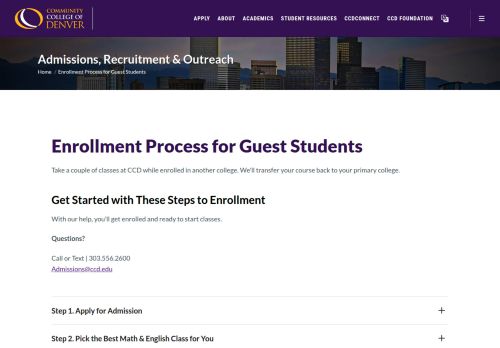 COMMUNITY
COLLEGE OF
DENVER
APPLY ABOUT ACADEMICS STUDENT RESOURCES CCDCONNECT CCD FOUNDATION
Admissions, Recruitment & Outreach
Home / Enrollment Process for Guest Students
Enrollment Process for Guest Students
Take a couple of classes at CCD while enrolled in another college. We'll transfer your course back to your primary college.
Get Started with These Steps to Enrollment
With our help, you'll get enrolled and ready to start classes.
Questions?
Call or Text | 303.556.2600
Admissions@ccd.edu
Step 1. Apply for Admission
Step 2. Pick the Best Math & English Class for You